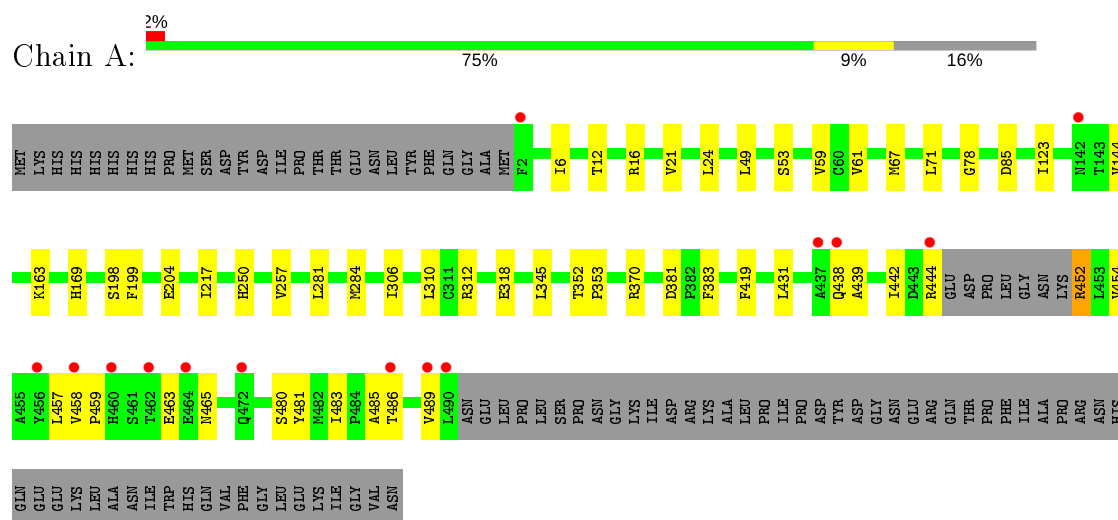 2%
Chain A:
75% 9% 16%
MET LYS HIS HIS HIS HIS HIS HIS PRO MET SER ASP TYR ASP ILE PRO THR THR GLU ASN LEU TYR PHE GLN GLY ALA MET F2 I6 T12 R16 V21 L24 L49 S53 V59 C60 V61 M67 L71 G78 D85 I123 N142 T143 V144
K163 H169 S198 F199 E204 I217 H250 V257 L281 M284 I306 L310 C311 R312 E318 L345 T352 P353 R370 D381 P382 F383 F419 L431 A437 Q438 A439 I442 D443 R444 GLU ASP PRO LEU GLY ASN LYS R452 L453 V454
A455 Y456 L457 V458 P459 H460 S461 T462 E463 E464 N465 Q472 S480 Y481 M482 I483 P484 A485 T486 V489 L490 ASN GLU LEU PRO LEU SER PRO ASN GLY LYS ILE ASP ARG LYS ALA LEU PRO ILE PRO ASP TYR ASP GLY ASN GLU ARG GLN THR PRO PHE ILE ALA PRO ARG ASN HIS
GLN GLU GLU LYS LEU ALA ASN ILE TRP HIS GLN VAL PHE GLY LEU GLU LYS ILE GLY VAL ASN